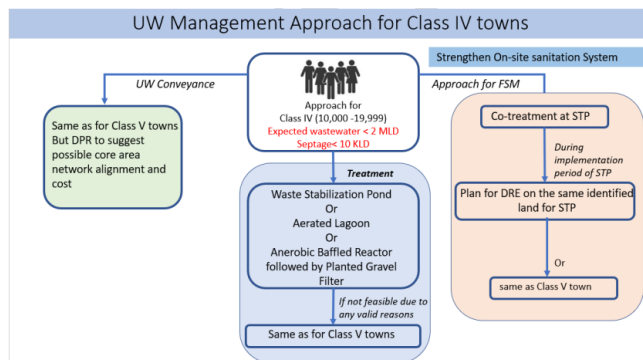 UW Management Approach for Class IV towns
Strengthen On-site sanitation System
UW Conveyance
Approach for
Class IV (10,000 -19,999)
Expected wastewater < 2 MLD
Septage< 10 KLD
Approach for FSM
Same as for Class V towns
But DPR to suggest
possible core area
network alignment and
cost
Treatment
Waste Stabilization Pond
Or
Aerated Lagoon
Or
Anerobic Baffled Reactor
followed by Planted Gravel
Filter
If not feasible due to
any valid reasons
Same as for Class V towns
Co-treatment at STP
During
implementation
period of STP
Plan for DRE on the same identified
land for STP
Or
same as Class V town